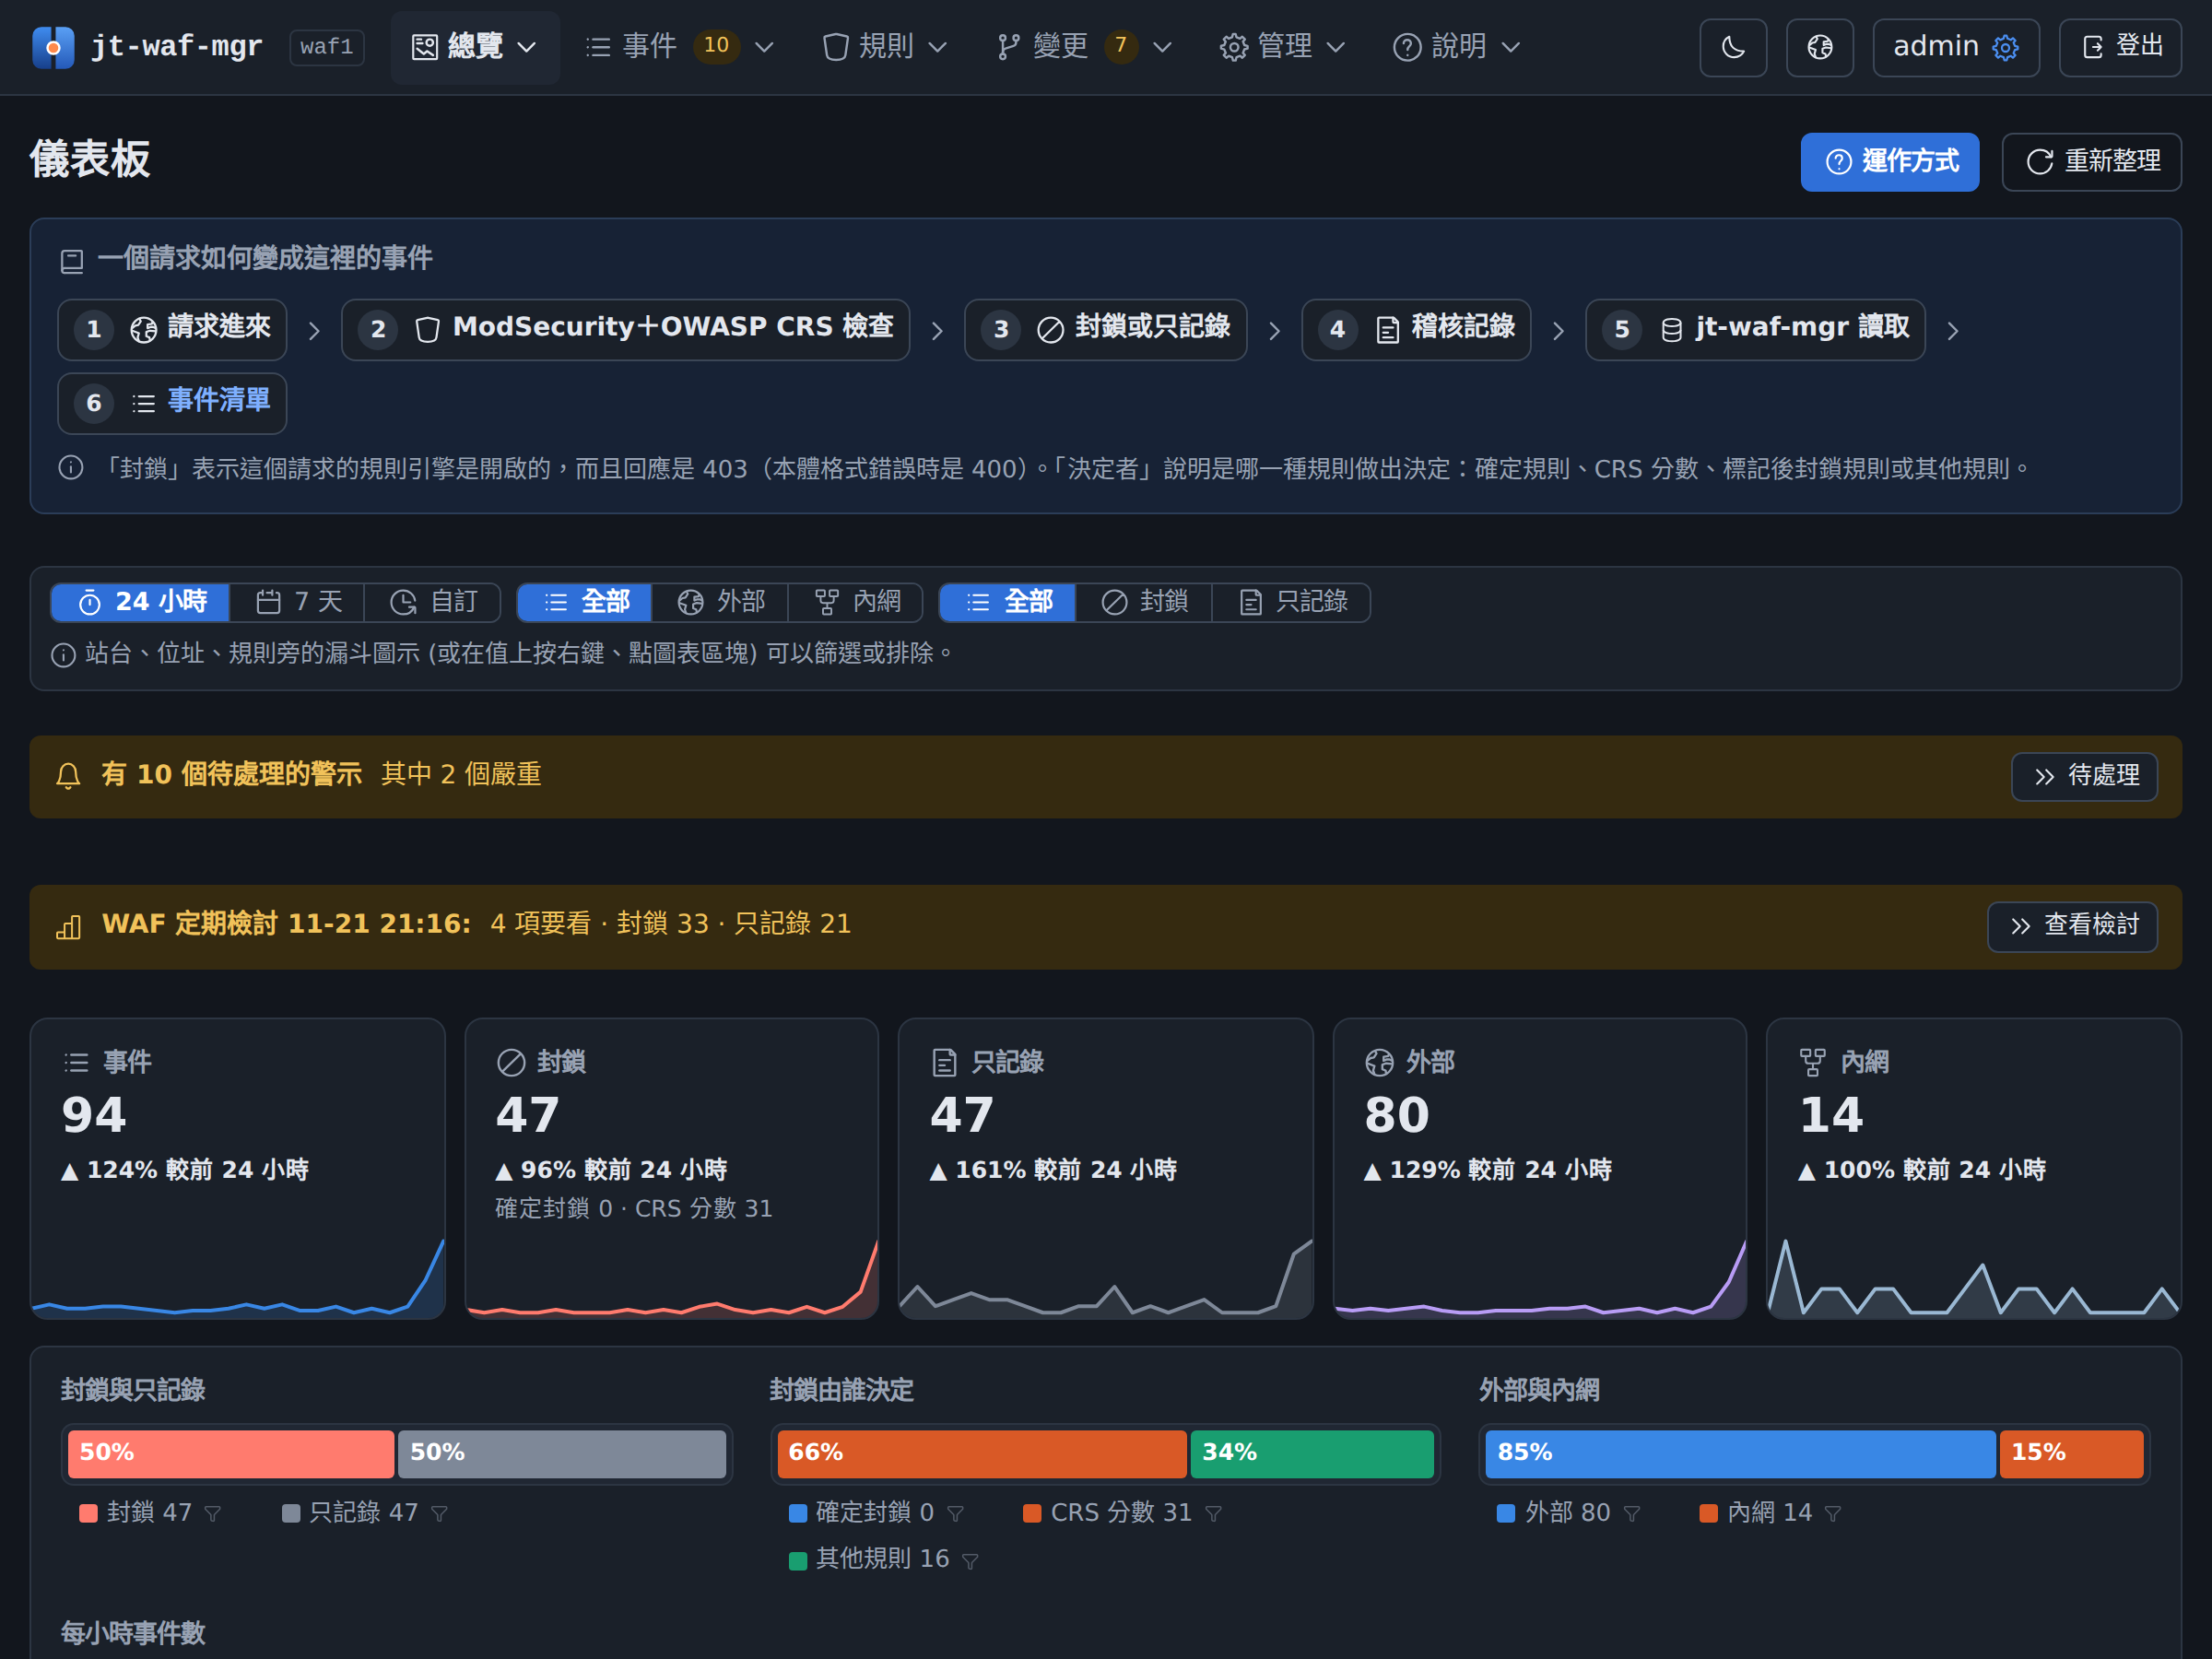 jt-waf-mgr waf1 總覽 事件 10 規則 變更 7 管理 說明 admin 登出
儀表板 運作方式 重新整理
一個請求如何變成這裡的事件
1 請求進來 2 ModSecurity＋OWASP CRS 檢查 3 封鎖或只記錄 4 稽核記錄 5 jt-waf-mgr 讀取
6 事件清單
「封鎖」表示這個請求的規則引擎是開啟的，而且回應是 403（本體格式錯誤時是 400）。「決定者」說明是哪一種規則做出決定：確定規則、CRS 分數、標記後封鎖規則或其他規則。
24 小時 7 天 自訂 全部 外部 內網 全部 封鎖 只記錄
站台、位址、規則旁的漏斗圖示 (或在值上按右鍵、點圖表區塊) 可以篩選或排除。
有 10 個待處理的警示 其中 2 個嚴重 待處理
WAF 定期檢討 11-21 21:16: 4 項要看 · 封鎖 33 · 只記錄 21 查看檢討
事件 封鎖 只記錄 外部 內網
94 47 47 80 14
▲ 124% 較前 24 小時 ▲ 96% 較前 24 小時 ▲ 161% 較前 24 小時 ▲ 129% 較前 24 小時 ▲ 100% 較前 24 小時
確定封鎖 0 · CRS 分數 31
封鎖與只記錄 封鎖由誰決定 外部與內網
50% 50% 66% 34% 85% 15%
封鎖 47 只記錄 47 確定封鎖 0 CRS 分數 31 外部 80 內網 14
其他規則 16
每小時事件數